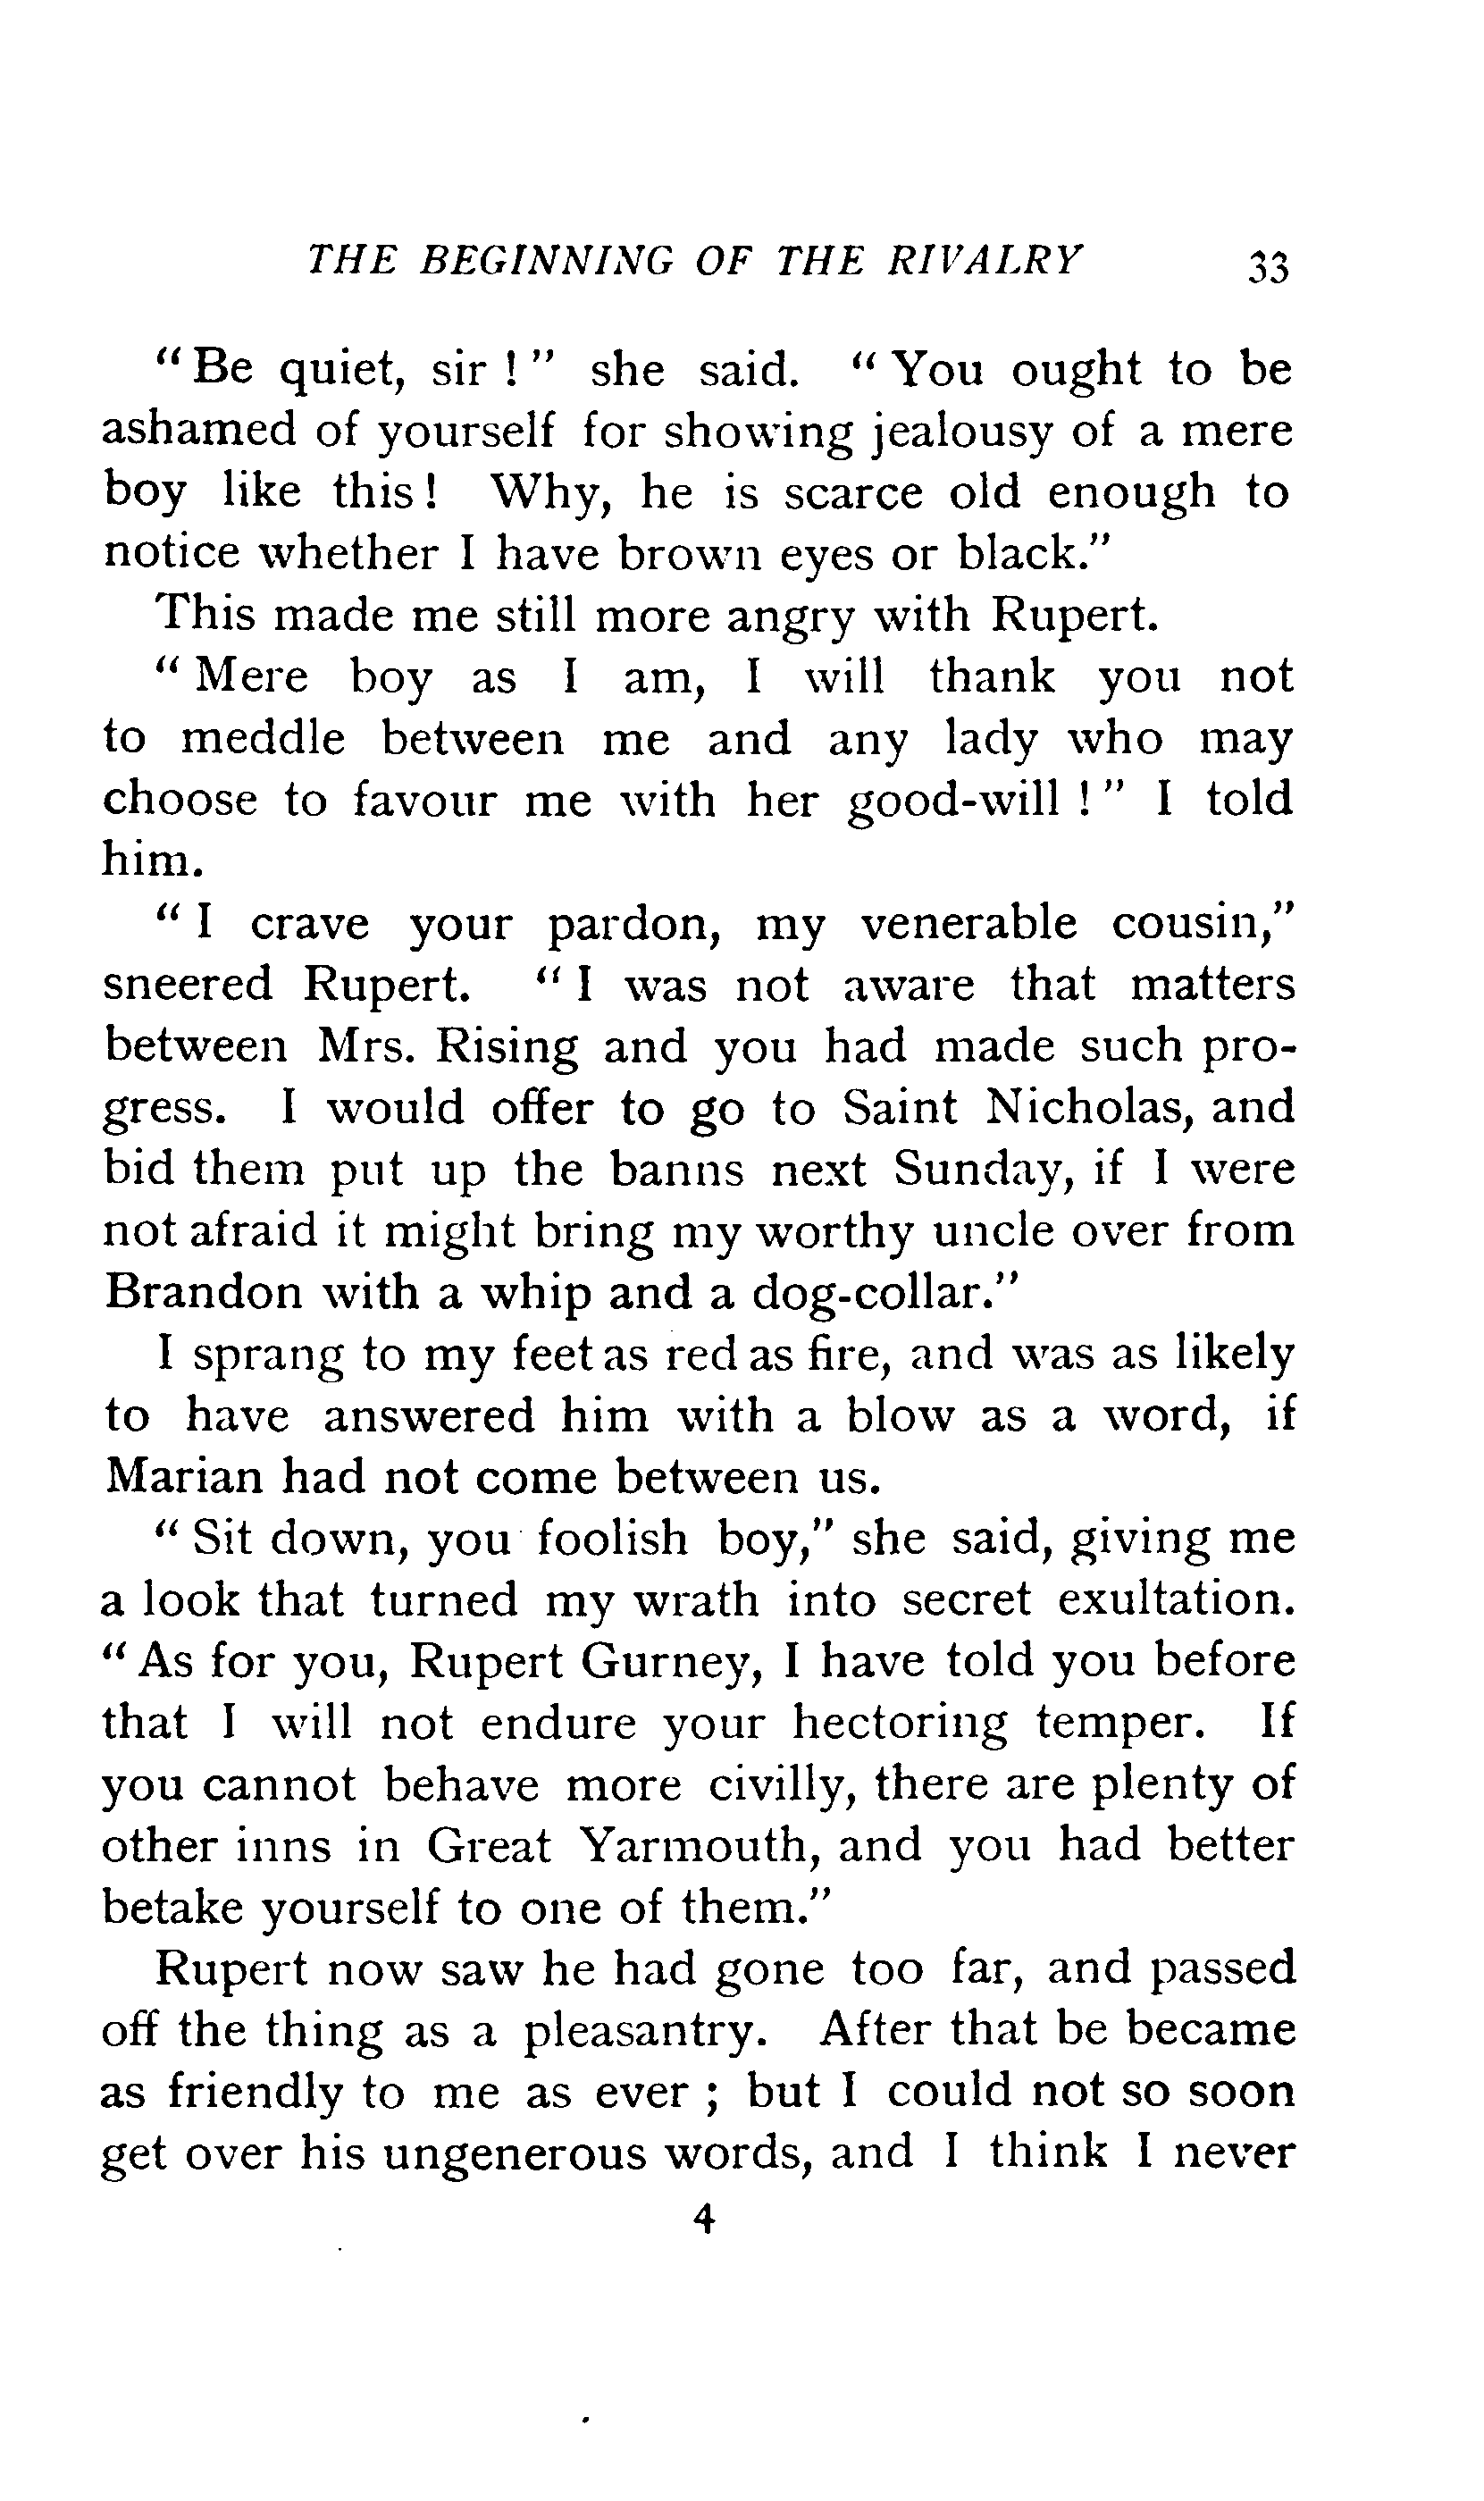 THE BEGINNING OF THE RIVALRY 33
"Be quiet, sir!" she said. "You ought to be
ashamed of yourself for showing jealousy of a mere
boy like this! Why, he is scarce old enough to
notice whether I have brown eyes or black."
This made me still more angry with Rupert.
"Mere boy as I am, I will thank you not
to meddle between me and any lady who may
choose to favour me with her good-will!" I told
him.
"I crave your pardon, my venerable cousin,"
sneered Rupert. "I was not aware that matters
between Mrs. Rising and you had made such pro-
gress. I would offer to go to Saint Nicholas, and
bid them put up the banns next Sunday, if I were
not afraid it might bring my worthy uncle over from
Brandon with a whip and a dog-collar."
I sprang to my feet as red as fire, and was as likely
to have answered him with a blow as a word, if
Marian had not come between us.
"Sit down, you foolish boy," she said, giving me
a look that turned my wrath into secret exultation.
"As for you, Rupert Gurney, I have told you before
that I will not endure your hectoring temper. If
you cannot behave more civilly, there are plenty of
other inns in Great Yarmouth, and you had better
betake yourself to one of them."
Rupert now saw he had gone too far, and passed
off the thing as a pleasantry. After that be became
as friendly to me as ever; but I could not so soon
get over his ungenerous words, and I think I never
4